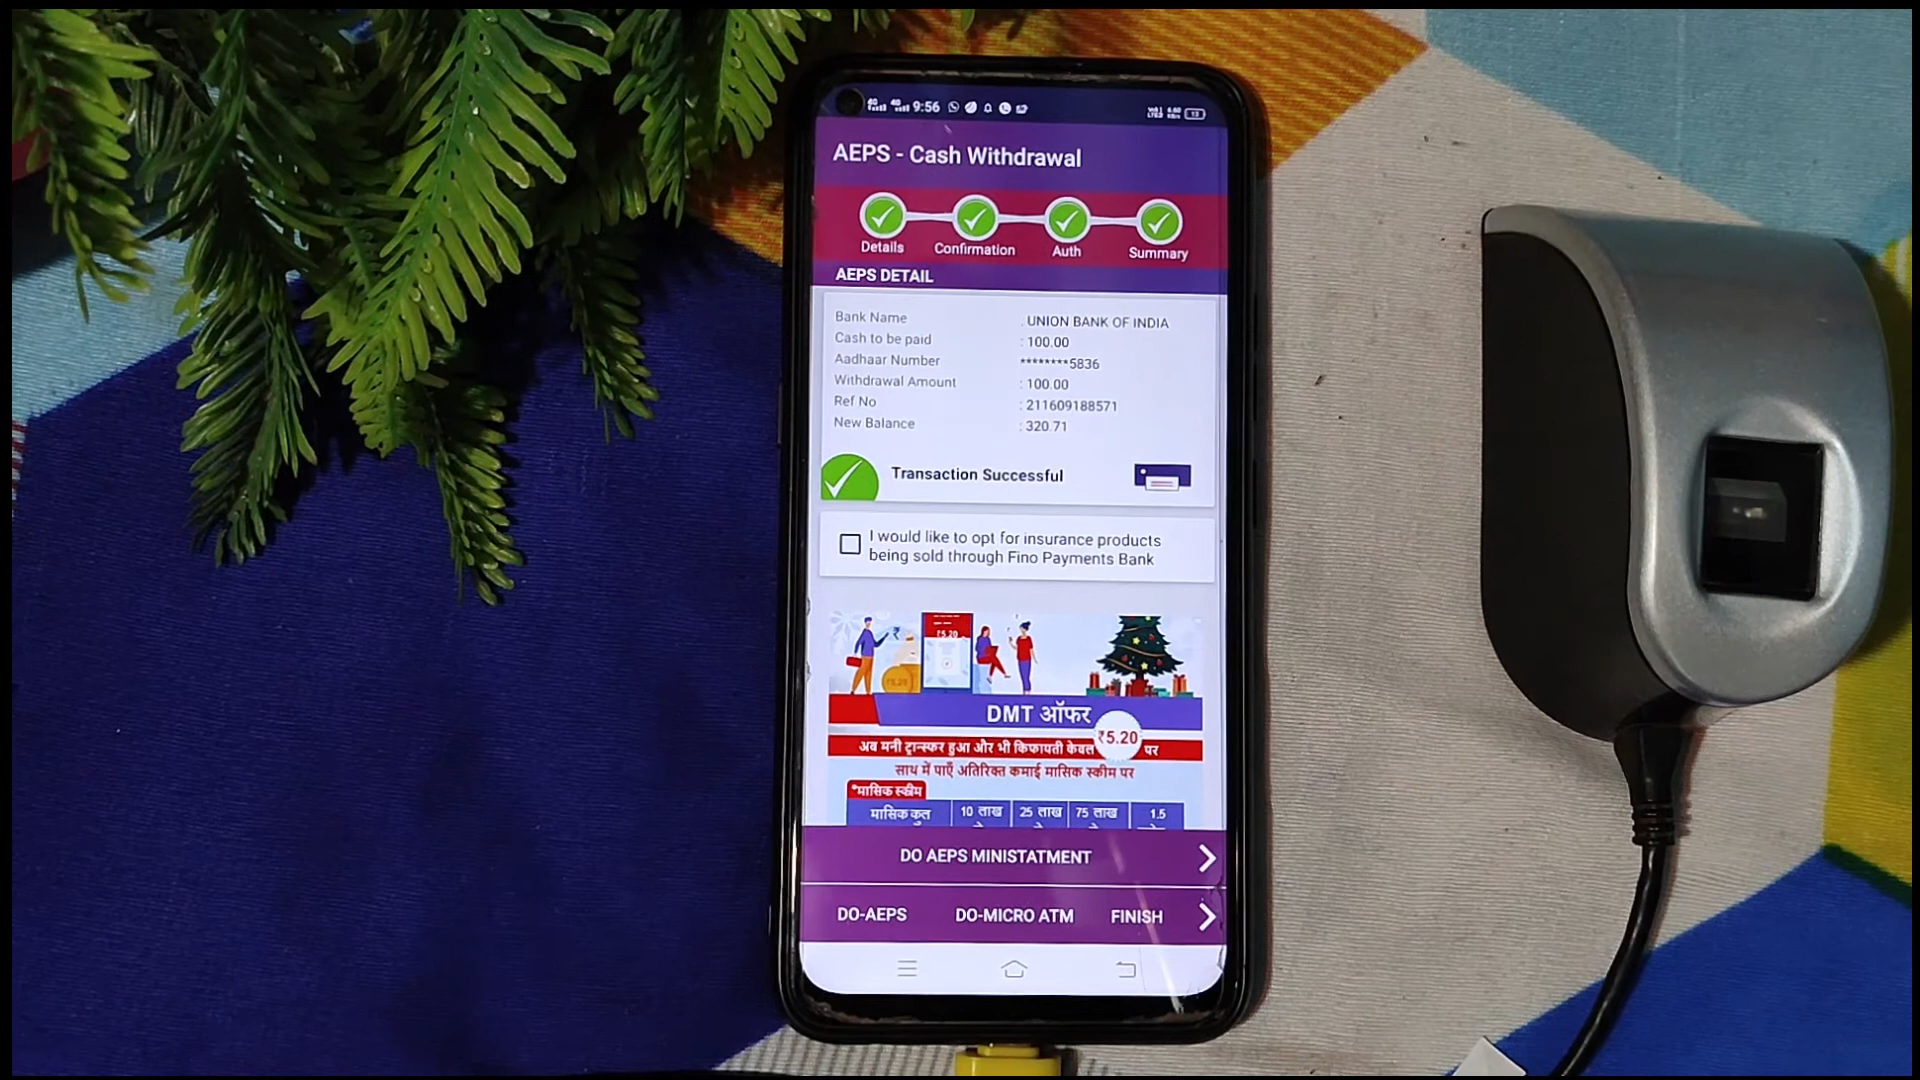 9:56
AEPS - Cash Withdrawal
Details Confirmation Auth Summary
AEPS DETAIL
Bank Name : UNION BANK OF INDIA
Cash to be paid : 100.00
Aadhaar Number ********5836
Withdrawal Amount : 100.00
Ref No : 211609188571
New Balance : 320.71
Transaction Successful
I would like to opt for insurance products
being sold through Fino Payments Bank
₹5.20
DMT ऑफर
अब मनी ट्रान्स्फर हुआ और भी किफायती केवल ₹5.20 पर
साथ में पाएँ अतिरिक्त कमाई मासिक स्कीम पर
*मासिक स्कीम
मासिक कुल 10 लाख 25 लाख 75 लाख 1.5
DO AEPS MINISTATMENT
DO-AEPS DO-MICRO ATM FINISH